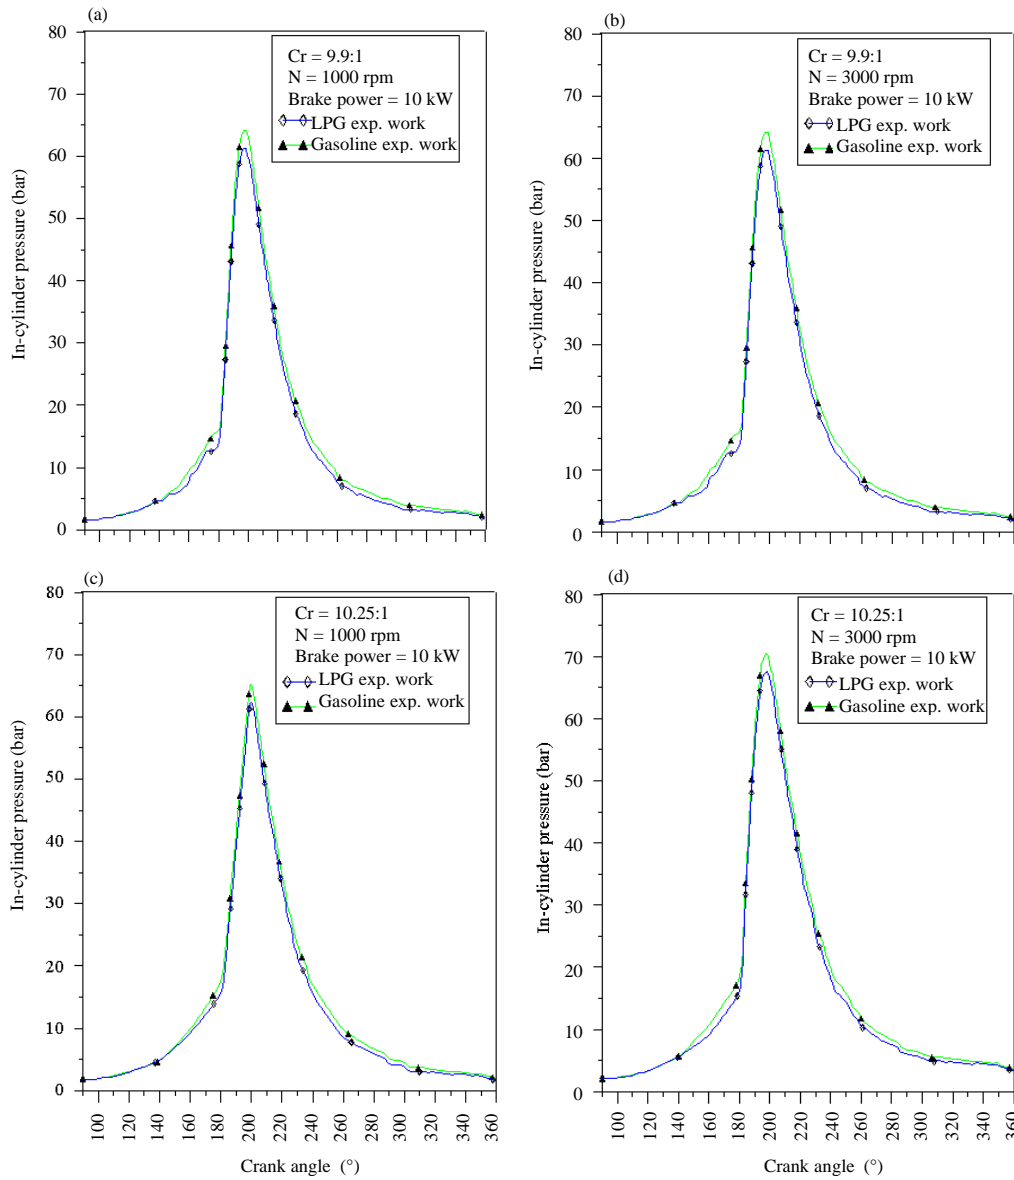 (a)
80
70
60
50
40
30
20
10
0
In-cylinder pressure (bar)
Cr = 9.9:1
N = 1000 rpm
Brake power = 10 kW
LPG exp. work
Gasoline exp. work
(b)
80
70
60
50
40
30
20
10
0
In-cylinder pressure (bar)
Cr = 9.9:1
N = 3000 rpm
Brake power = 10 kW
LPG exp. work
Gasoline exp. work
(c)
80
70
60
50
40
30
20
10
0
In-cylinder pressure (bar)
Cr = 10.25:1
N = 1000 rpm
Brake power = 10 kW
LPG exp. work
Gasoline exp. work
100 120 140 160 180 200 220 240 260 280 300 320 340 360
Crank angle (°)
(d)
80
70
60
50
40
30
20
10
0
In-cylinder pressure (bar)
Cr = 10.25:1
N = 3000 rpm
Brake power = 10 kW
LPG exp. work
Gasoline exp. work
100 120 140 160 180 200 220 240 260 280 300 320 340 360
Crank angle (°)